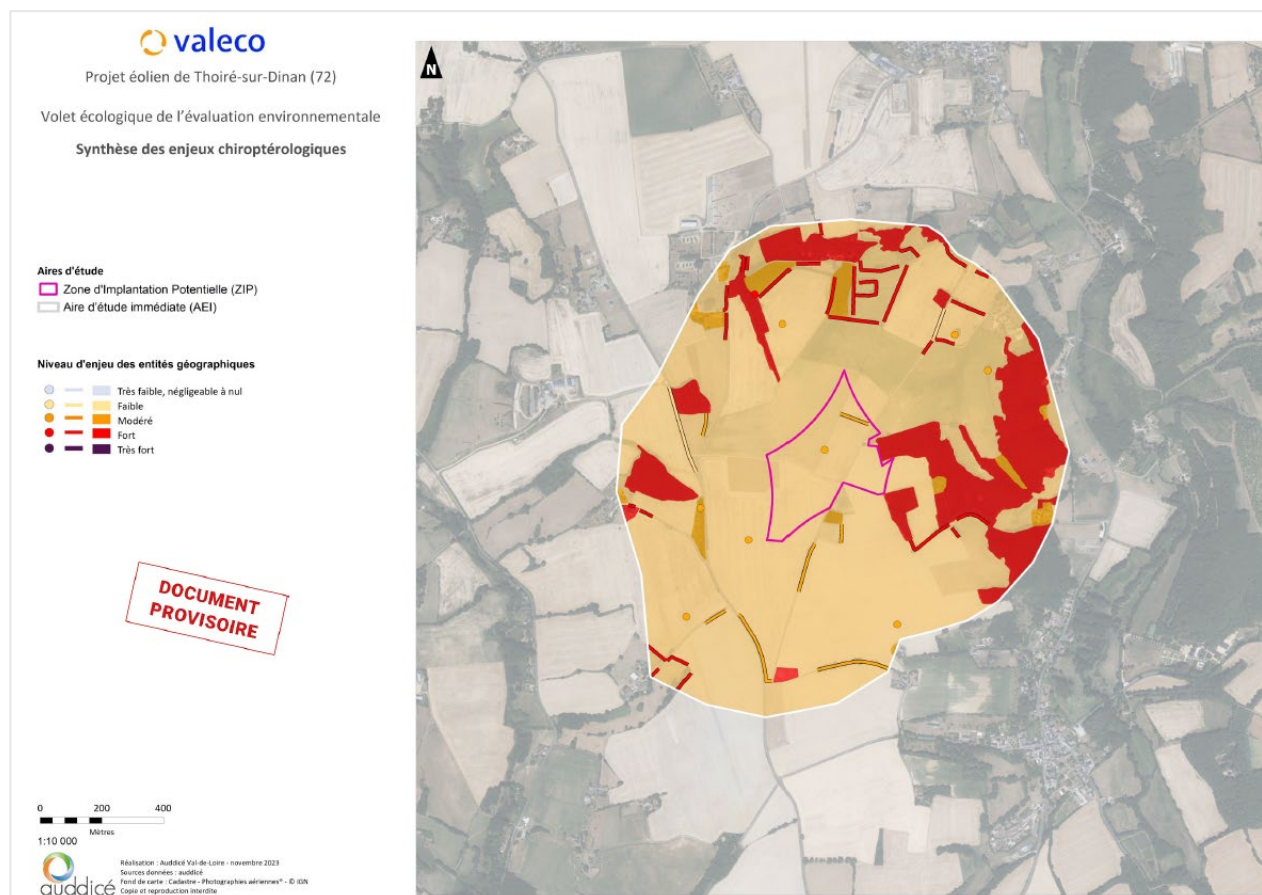 valeco
Projet éolien de Thoiré-sur-Dinan (72)
Volet écologique de l'évaluation environnementale
Synthèse des enjeux chiroptérologiques
Aires d'étude
Zone d'Implantation Potentielle (ZIP)
Aire d'étude immédiate (AEI)
Niveau d'enjeu des entités géographiques
Très faible, négligeable à nul
Faible
Modéré
Fort
Très fort
DOCUMENT
PROVISOIRE
0 200 400
Mètres
1:10 000
auddicé
Réalisation : Auddicé Val-de-Loire - novembre 2023
Sources données : auddicé
Fond de carte : Cadastre - Photographies aériennes® - © IGN
Copie et reproduction interdite
N